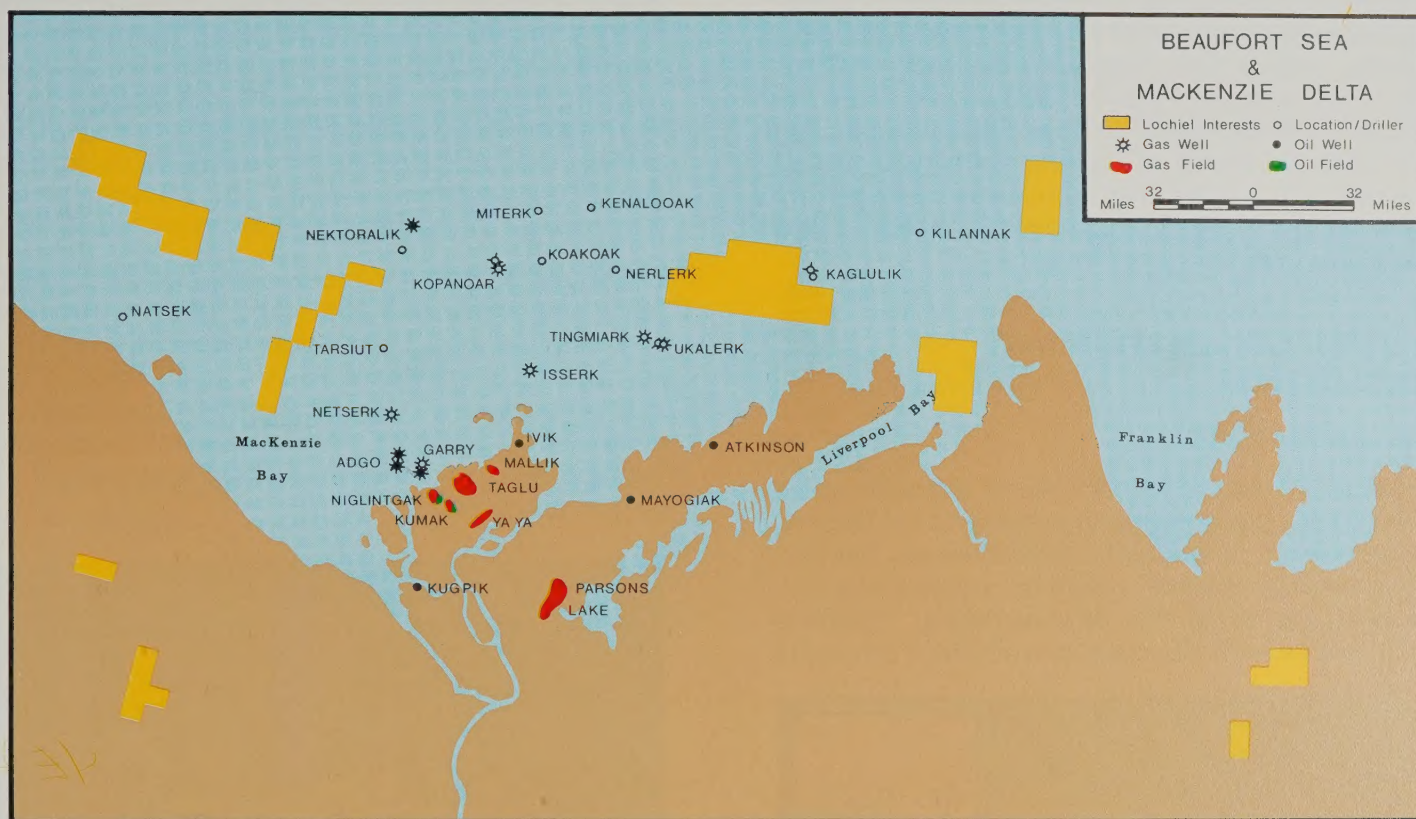 BEAUFORT SEA
&
MACKENZIE DELTA
Lochiel Interests
Location/Driller
Gas Well
Oil Well
Gas Field
Oil Field
32 0 32
Miles Miles
MITERK
KENALOOAK
NEKTORALIK
KILANNAK
KOAKOAK
KOPANOAR
NERLERK
KAGLULIK
NATSEK
TARSIUT
TINGMIARK
UKALERK
ISSERK
NETSERK
MacKenzie
Bay
GARRY
IVIK
ADGO
MALLIK
ATKINSON
Liverpool Bay
Franklin
Bay
TAGLU
NIGLINTGAK
MAYOGIAK
KUMAK
YA YA
KUGPIK
PARSONS
LAKE